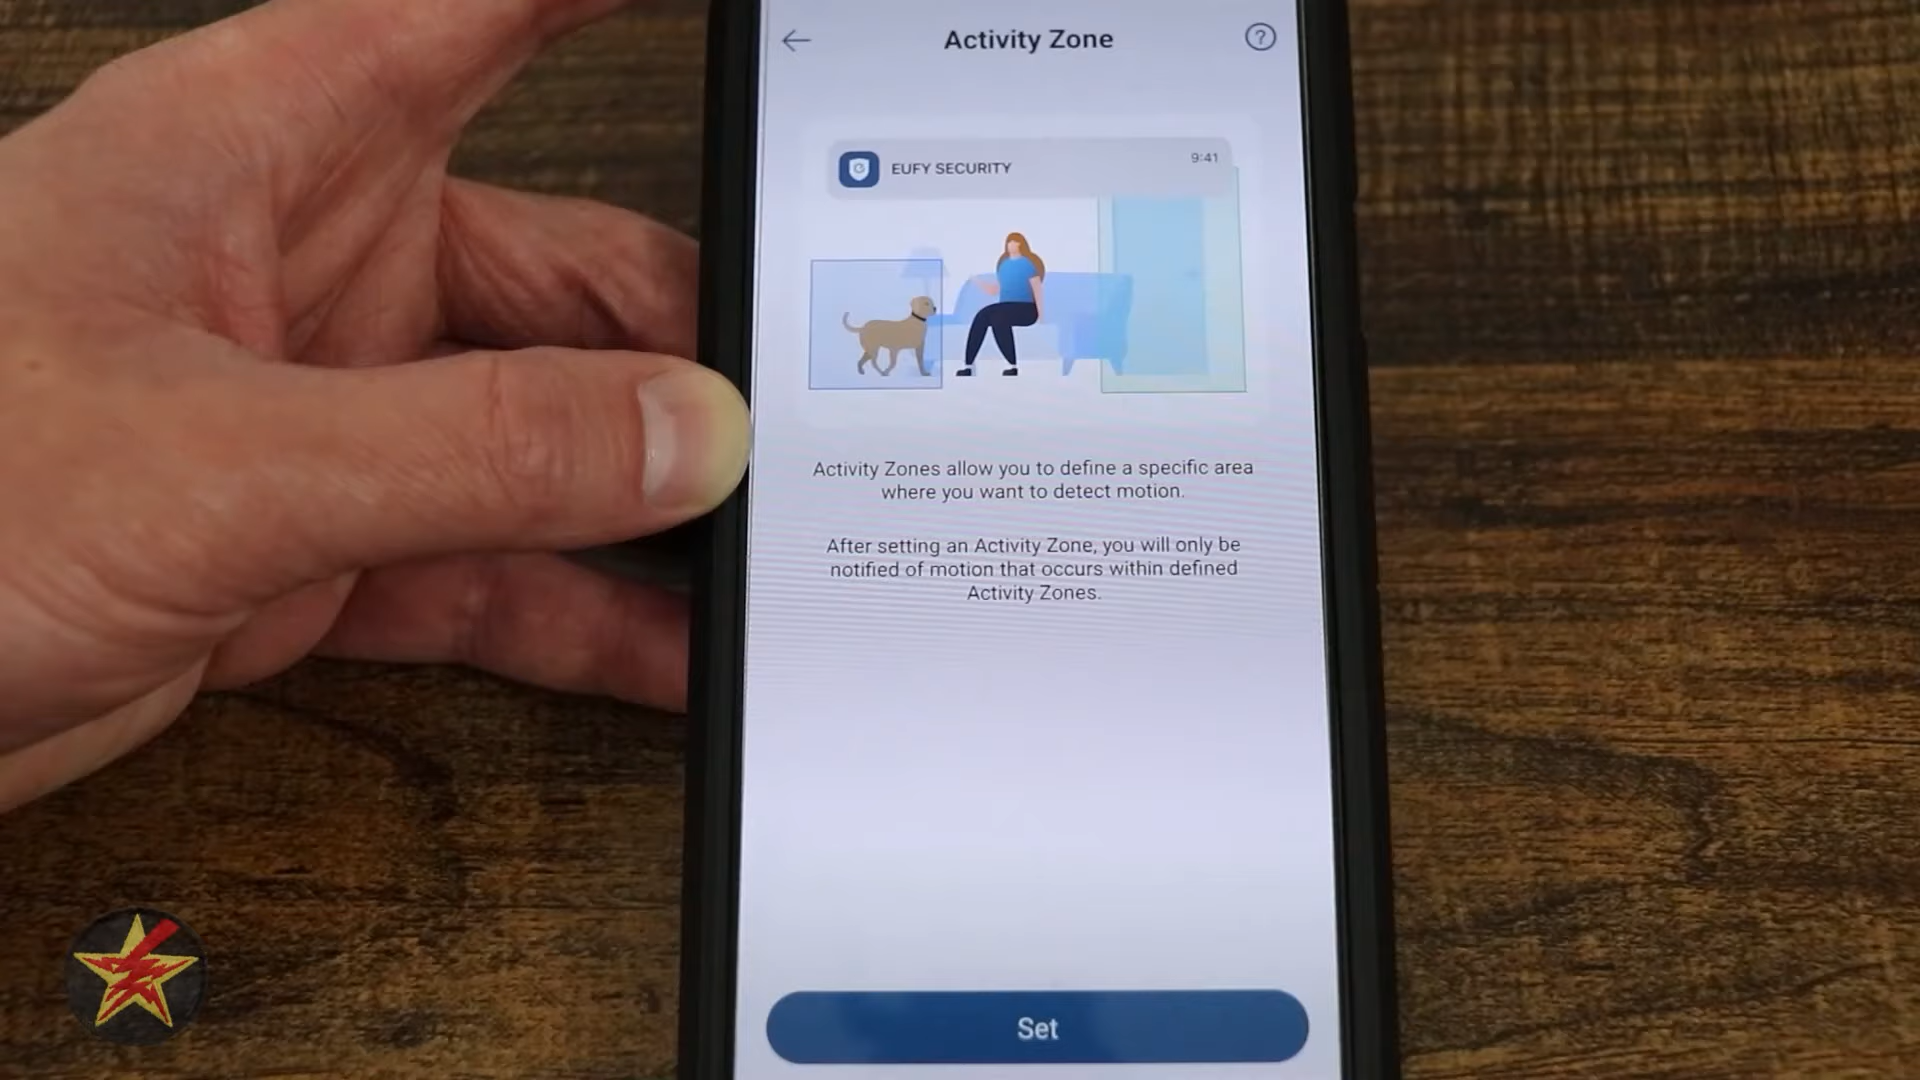 Activity Zone
?
EUFY SECURITY
9:41
Activity Zones allow you to define a specific area
where you want to detect motion.
After setting an Activity Zone, you will only be
notified of motion that occurs within defined
Activity Zones.
Set